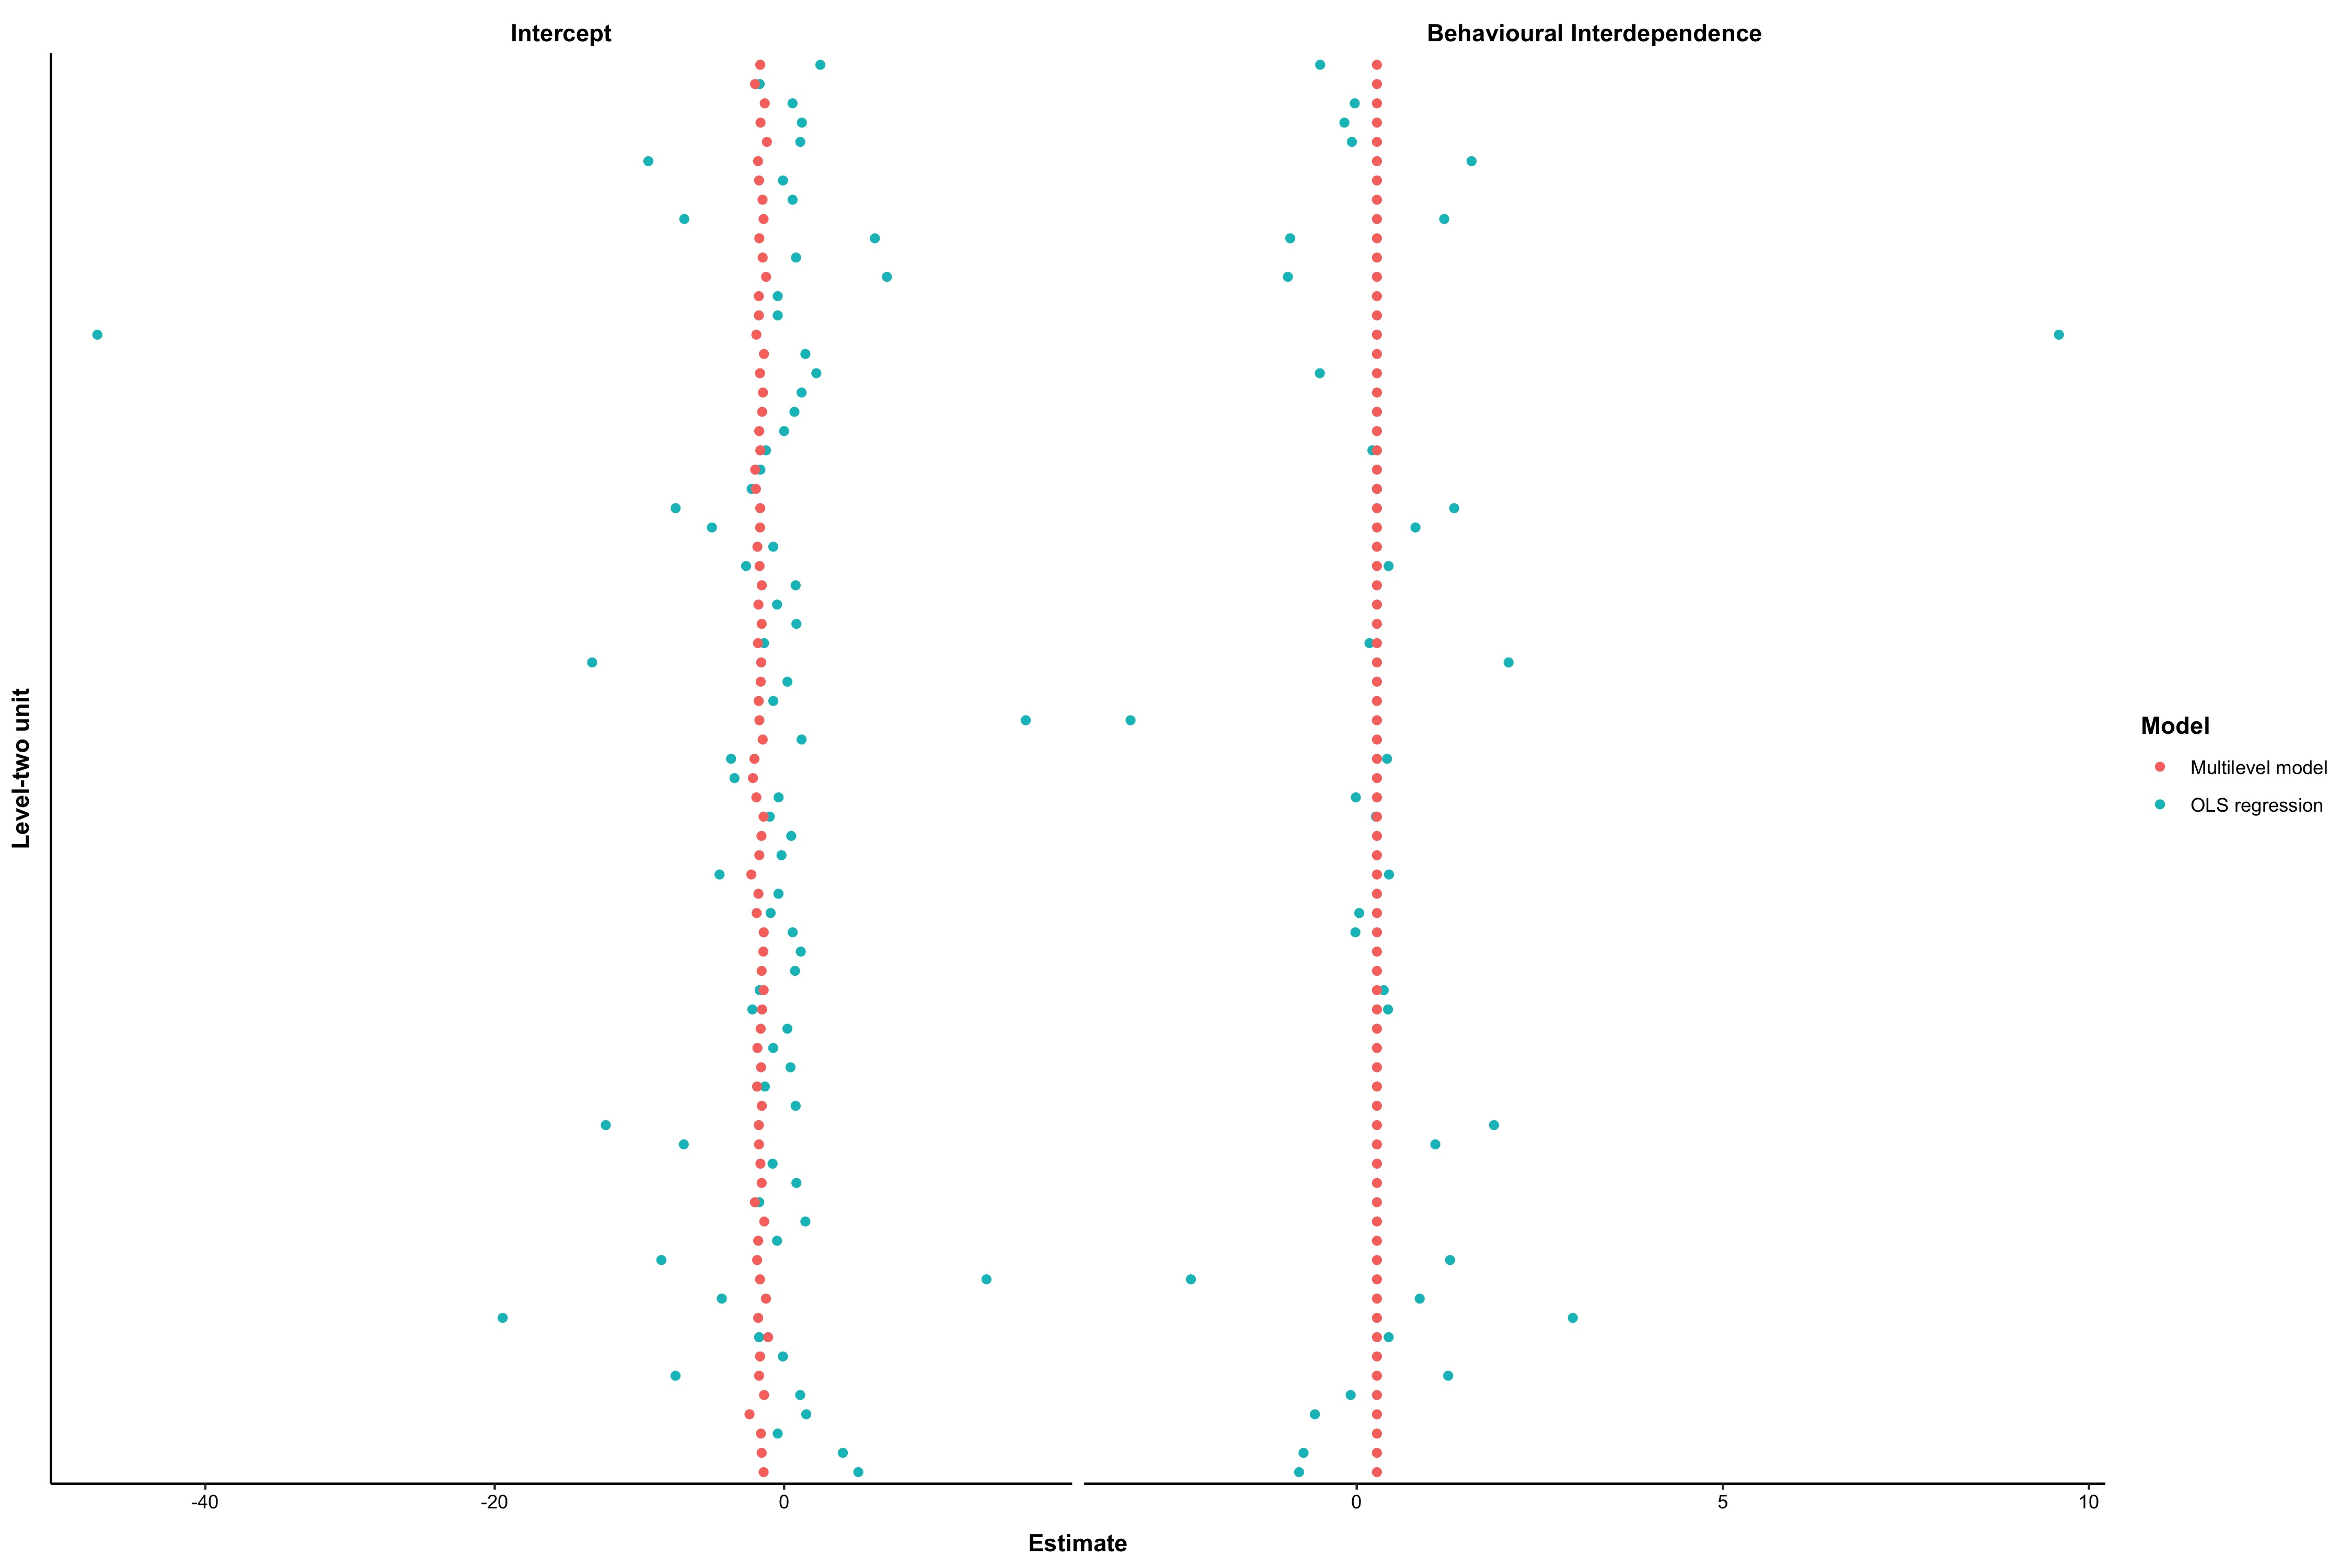 Intercept
Behavioural Interdependence
Level-two unit
Model
Multilevel model
OLS regression
-40
-20
0
0
5
10
Estimate